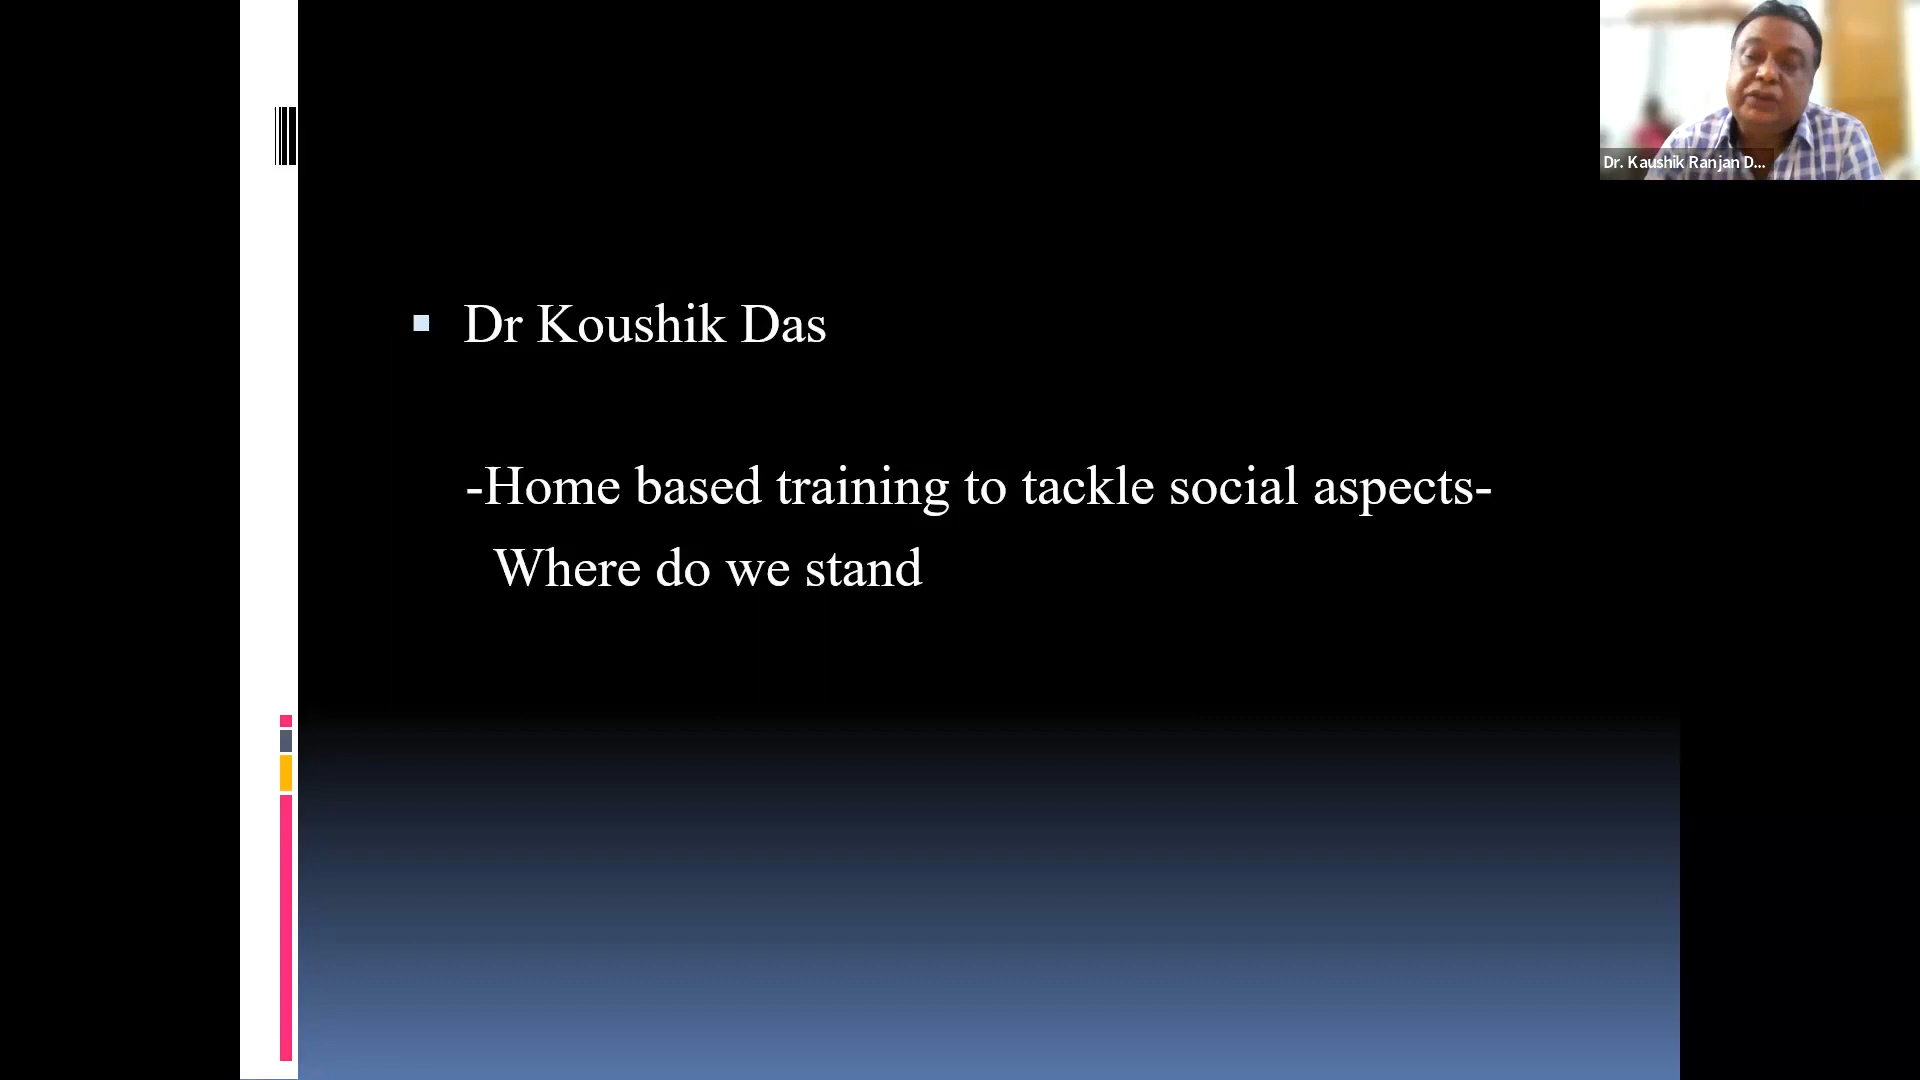 Dr. Kaushik Ranjan D...
Dr Koushik Das
-Home based training to tackle social aspects-
Where do we stand